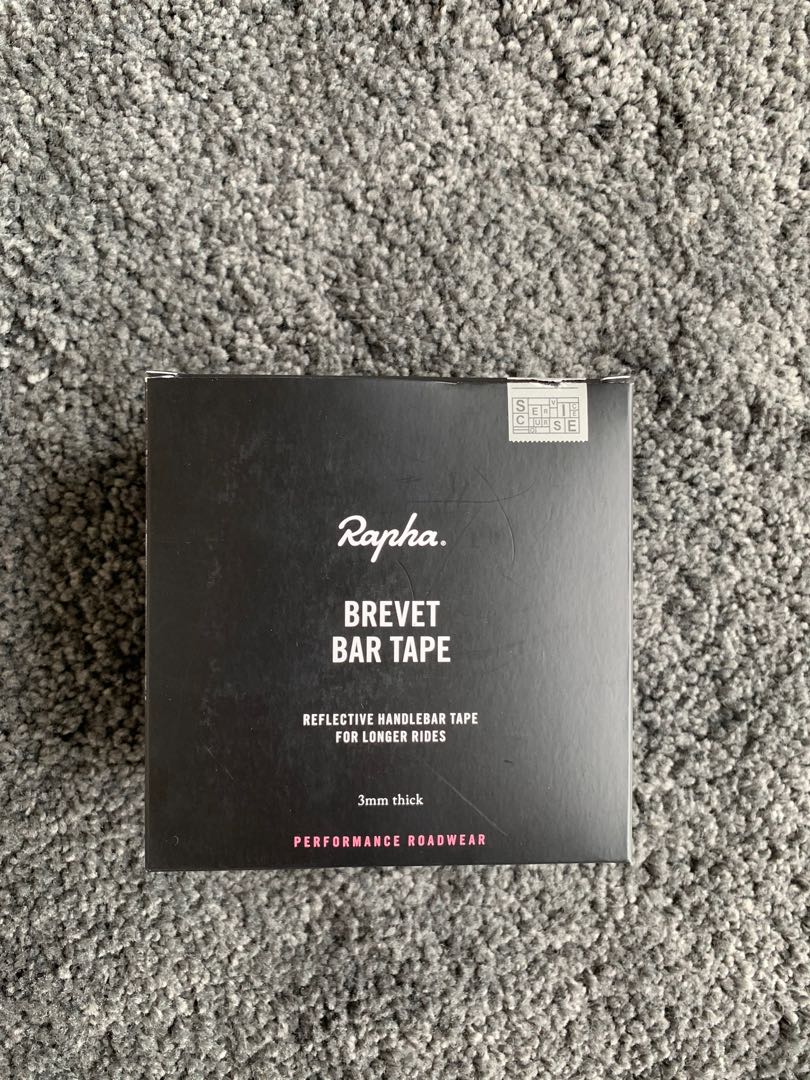 SERVICE
COURSE
Rapha.
BREVET
BAR TAPE
REFLECTIVE HANDLEBAR TAPE
FOR LONGER RIDES
3mm thick
PERFORMANCE ROADWEAR